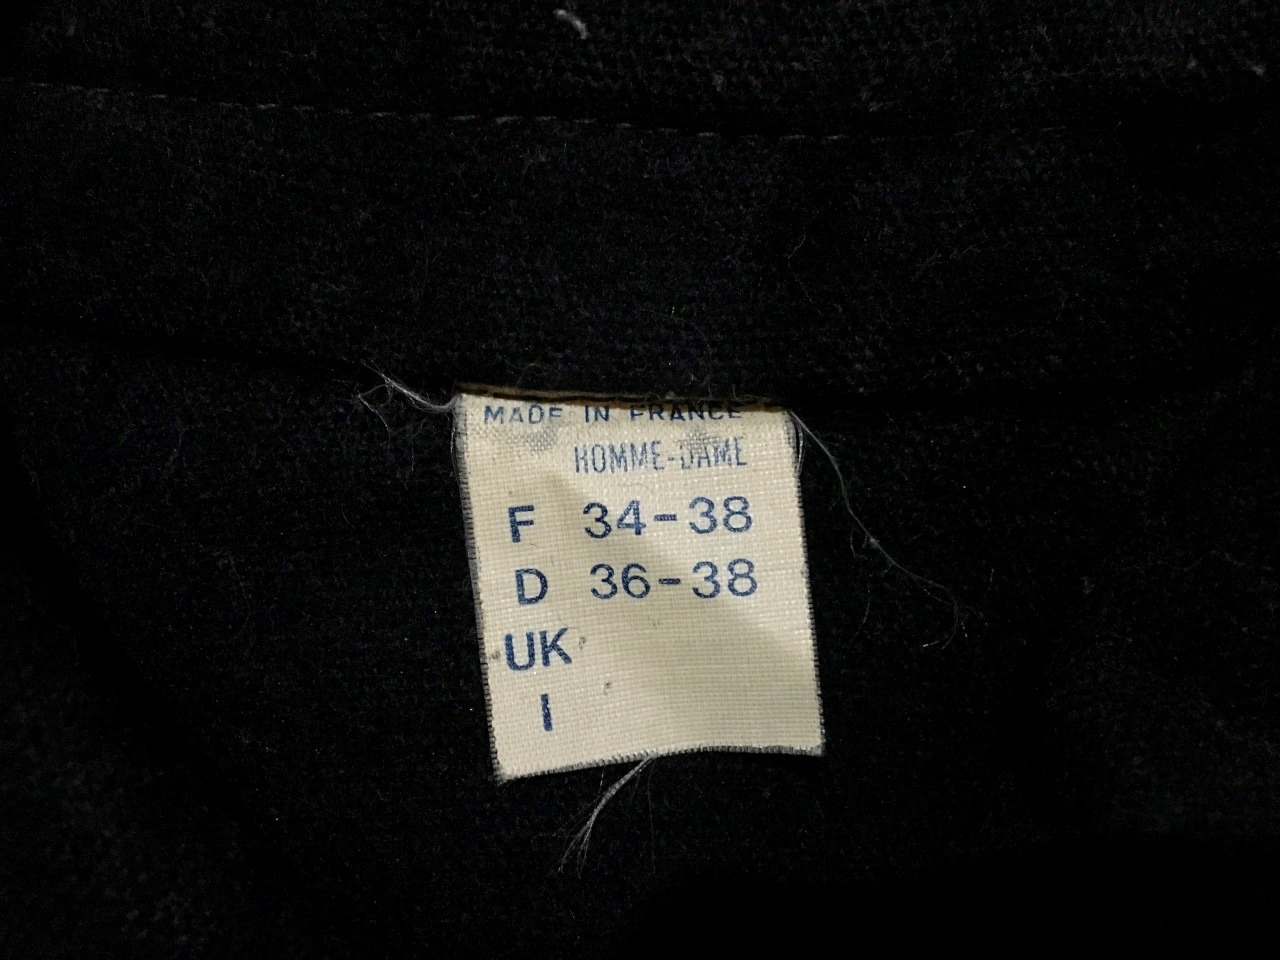 MADE IN FRANCE
HOMME-DAME
F 34-38
D 36-38
UK
I